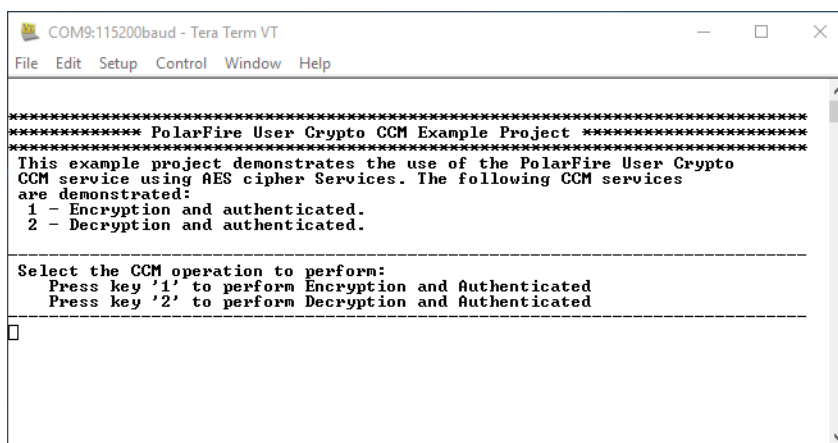 COM9:115200baud - Tera Term VT
File Edit Setup Control Window Help
******************************************************************************
************* PolarFire User Crypto CCM Example Project **********************
******************************************************************************
This example project demonstrates the use of the PolarFire User Crypto
CCM service using AES cipher Services. The following CCM services
are demonstrated:
1 - Encryption and authenticated.
2 - Decryption and authenticated.
------------------------------------------------------------------------------
Select the CCM operation to perform:
Press key '1' to perform Encryption and Authenticated
Press key '2' to perform Decryption and Authenticated
------------------------------------------------------------------------------